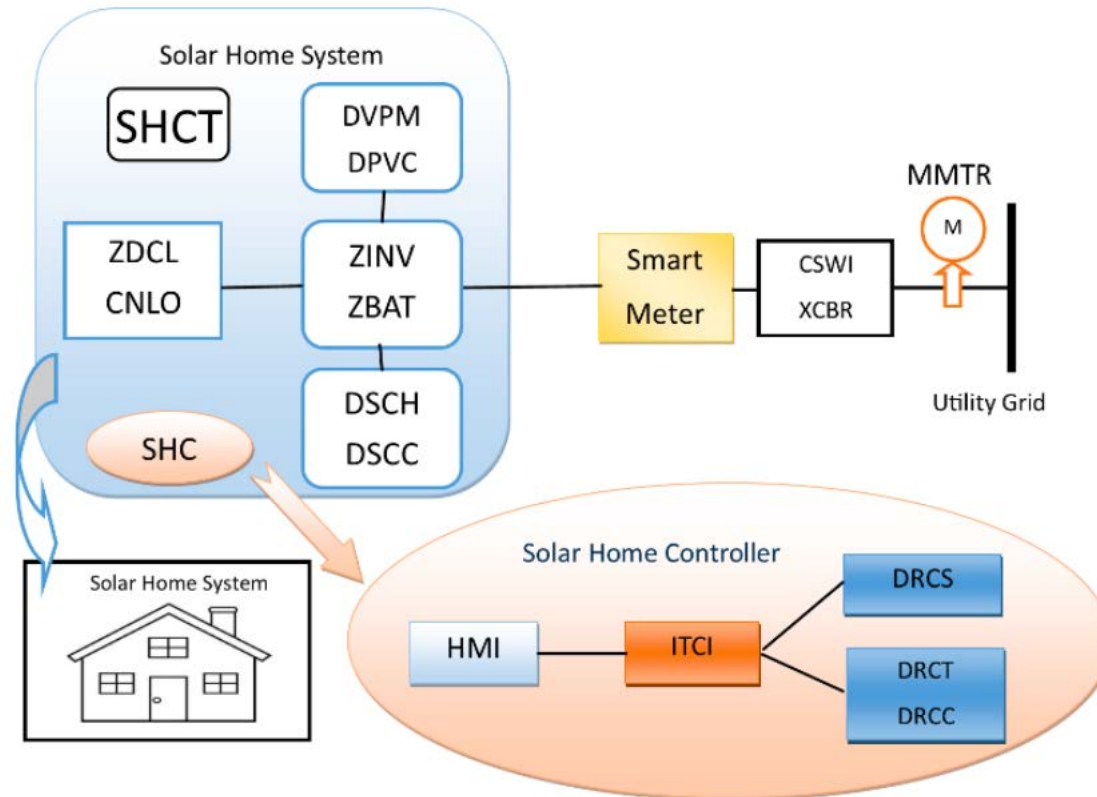 Solar Home System
SHCT
DVPM
DPVC
ZDCL
CNLO
ZINV
ZBAT
DSCH
DSCC
SHC
Smart
Meter
CSWI
XCBR
MMTR
M
Utility Grid
Solar Home System
Solar Home Controller
HMI
ITCI
DRCS
DRCT
DRCC